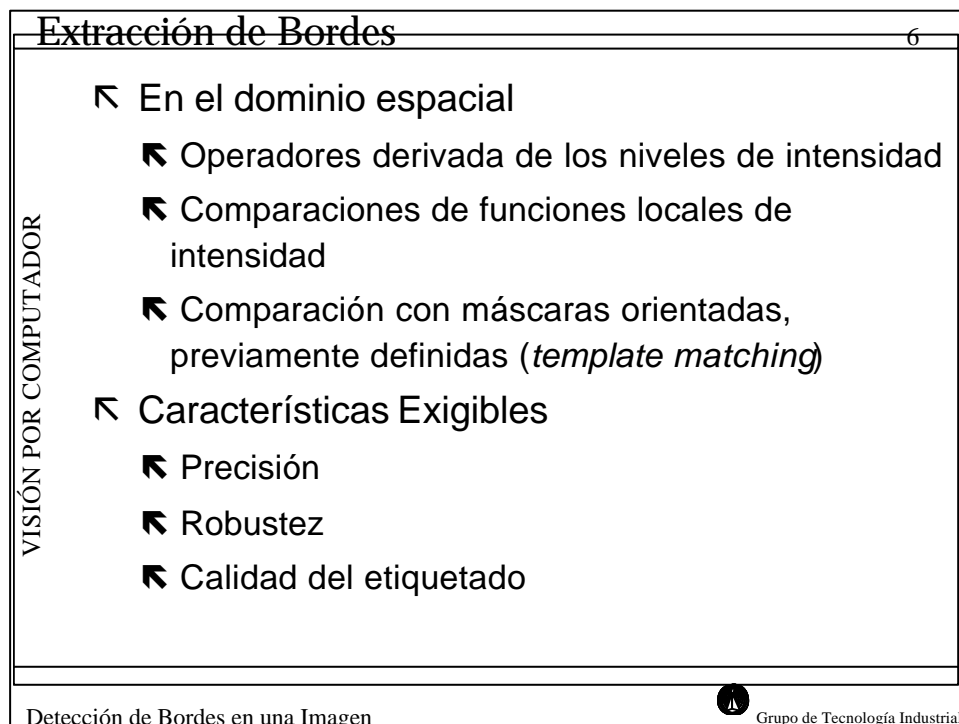 Extracción de Bordes
6
En el dominio espacial
Operadores derivada de los niveles de intensidad
Comparaciones de funciones locales de
intensidad
Comparación con máscaras orientadas,
previamente definidas (template matching)
Características Exigibles
Precisión
Robustez
Calidad del etiquetado
VISIÓN POR COMPUTADOR
Detección de Bordes en una Imagen
Grupo de Tecnología Industrial